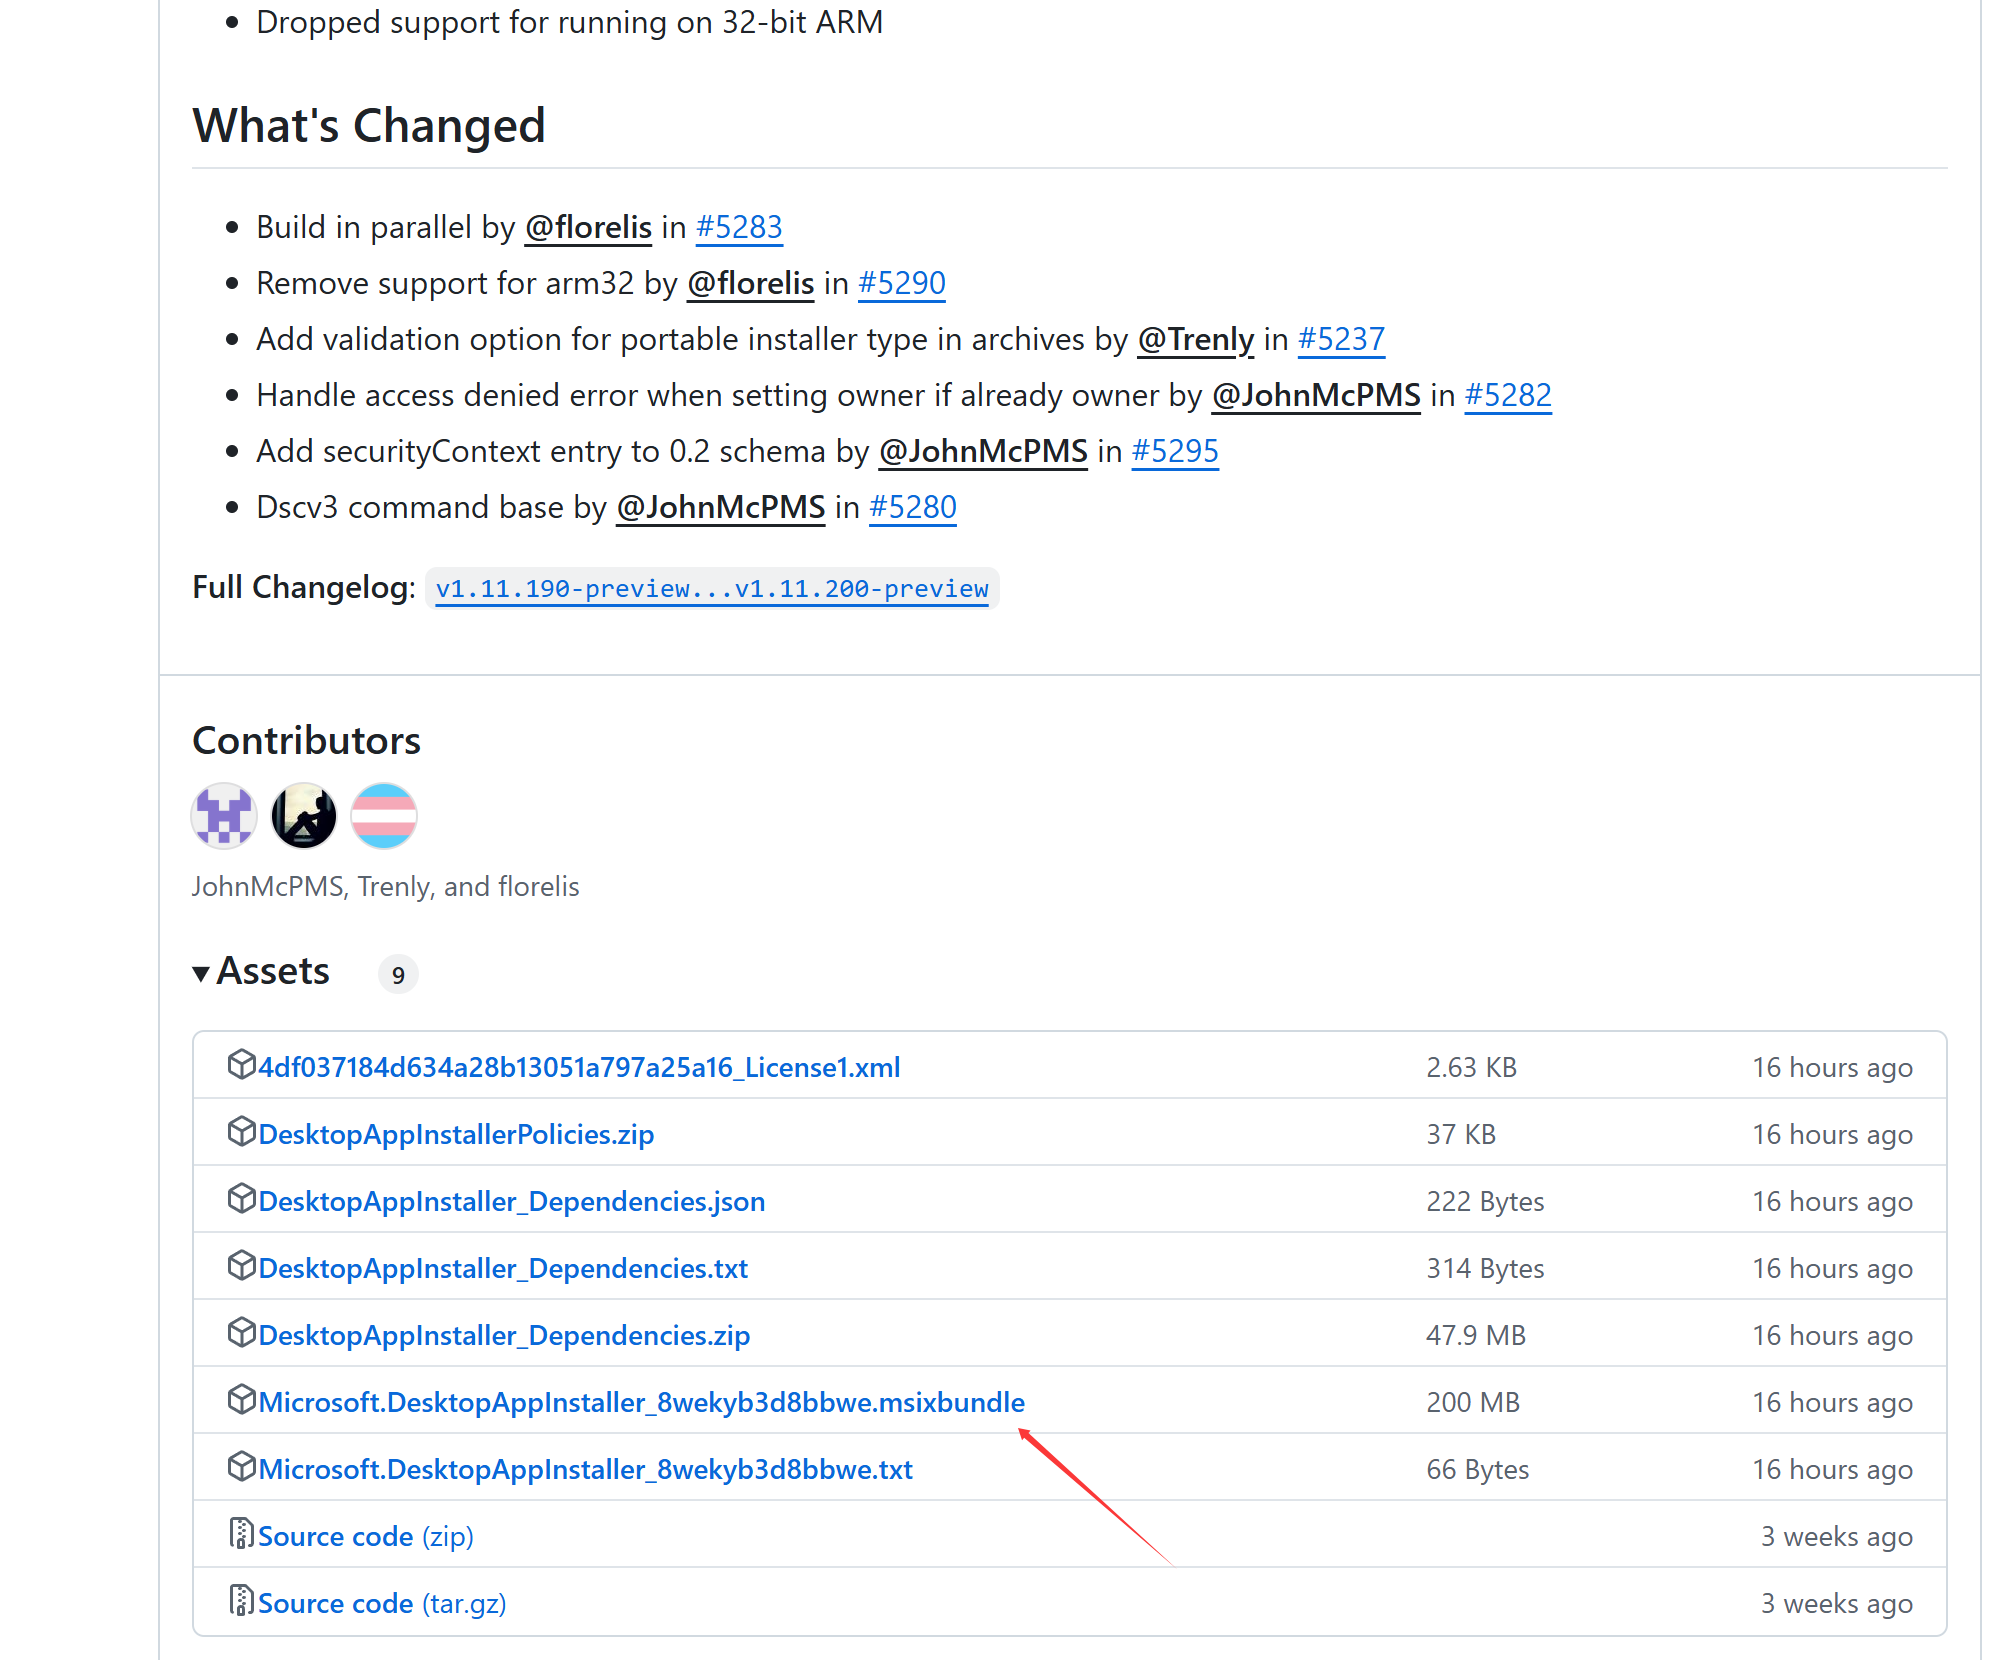 Dropped support for running on 32-bit ARM
What's Changed
Build in parallel by @florelis in #5283
Remove support for arm32 by @florelis in #5290
Add validation option for portable installer type in archives by @Trenly in #5237
Handle access denied error when setting owner if already owner by @JohnMcPMS in #5282
Add securityContext entry to 0.2 schema by @JohnMcPMS in #5295
Dscv3 command base by @JohnMcPMS in #5280
Full Changelog: v1.11.190-preview...v1.11.200-preview
Contributors
JohnMcPMS, Trenly, and florelis
Assets 9
4df037184d634a28b13051a797a25a16_License1.xml 2.63 KB 16 hours ago
DesktopAppInstallerPolicies.zip 37 KB 16 hours ago
DesktopAppInstaller_Dependencies.json 222 Bytes 16 hours ago
DesktopAppInstaller_Dependencies.txt 314 Bytes 16 hours ago
DesktopAppInstaller_Dependencies.zip 47.9 MB 16 hours ago
Microsoft.DesktopAppInstaller_8wekyb3d8bbwe.msixbundle 200 MB 16 hours ago
Microsoft.DesktopAppInstaller_8wekyb3d8bbwe.txt 66 Bytes 16 hours ago
Source code (zip) 3 weeks ago
Source code (tar.gz) 3 weeks ago